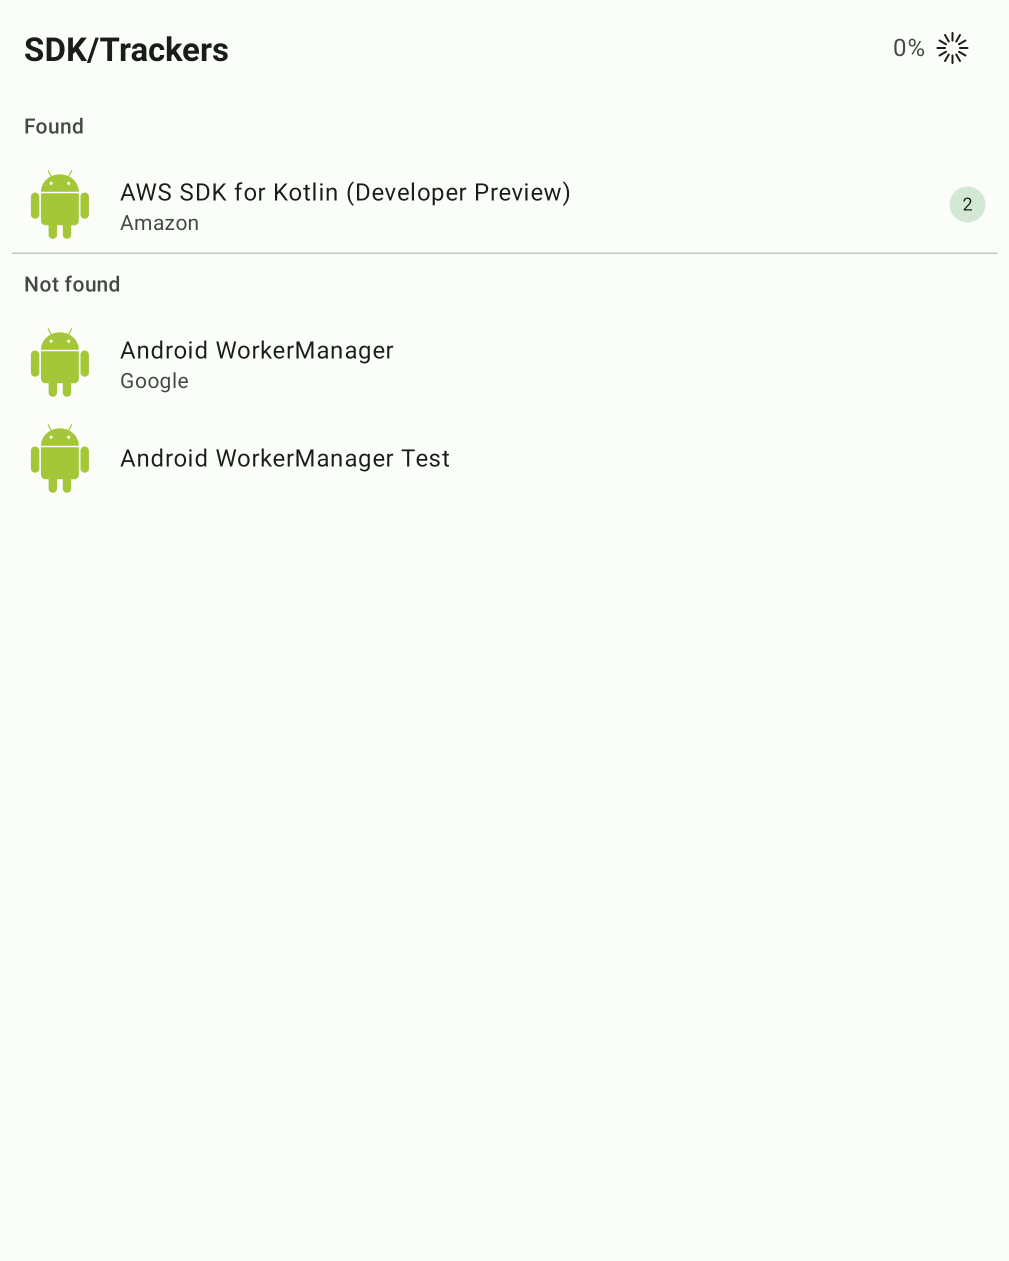 SDK/Trackers
0%
Found
AWS SDK for Kotlin (Developer Preview)
Amazon
2
Not found
Android WorkerManager
Google
Android WorkerManager Test